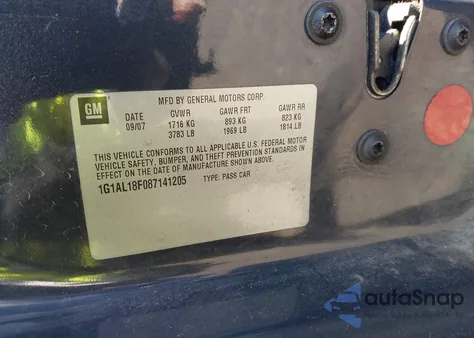 GM
MFD BY GENERAL MOTORS CORP.
DATE GVWR GAWR FRT GAWR RR
09/07 1716 KG 893 KG 823 KG
3783 LB 1969 LB 1814 LB
THIS VEHICLE CONFORMS TO ALL APPLICABLE U.S. FEDERAL MOTOR
VEHICLE SAFETY, BUMPER, AND THEFT PREVENTION STANDARDS IN
EFFECT ON THE DATE OF MANUFACTURE SHOWN ABOVE.
1G1AL18F087141205 TYPE: PASS CAR
autoSnap